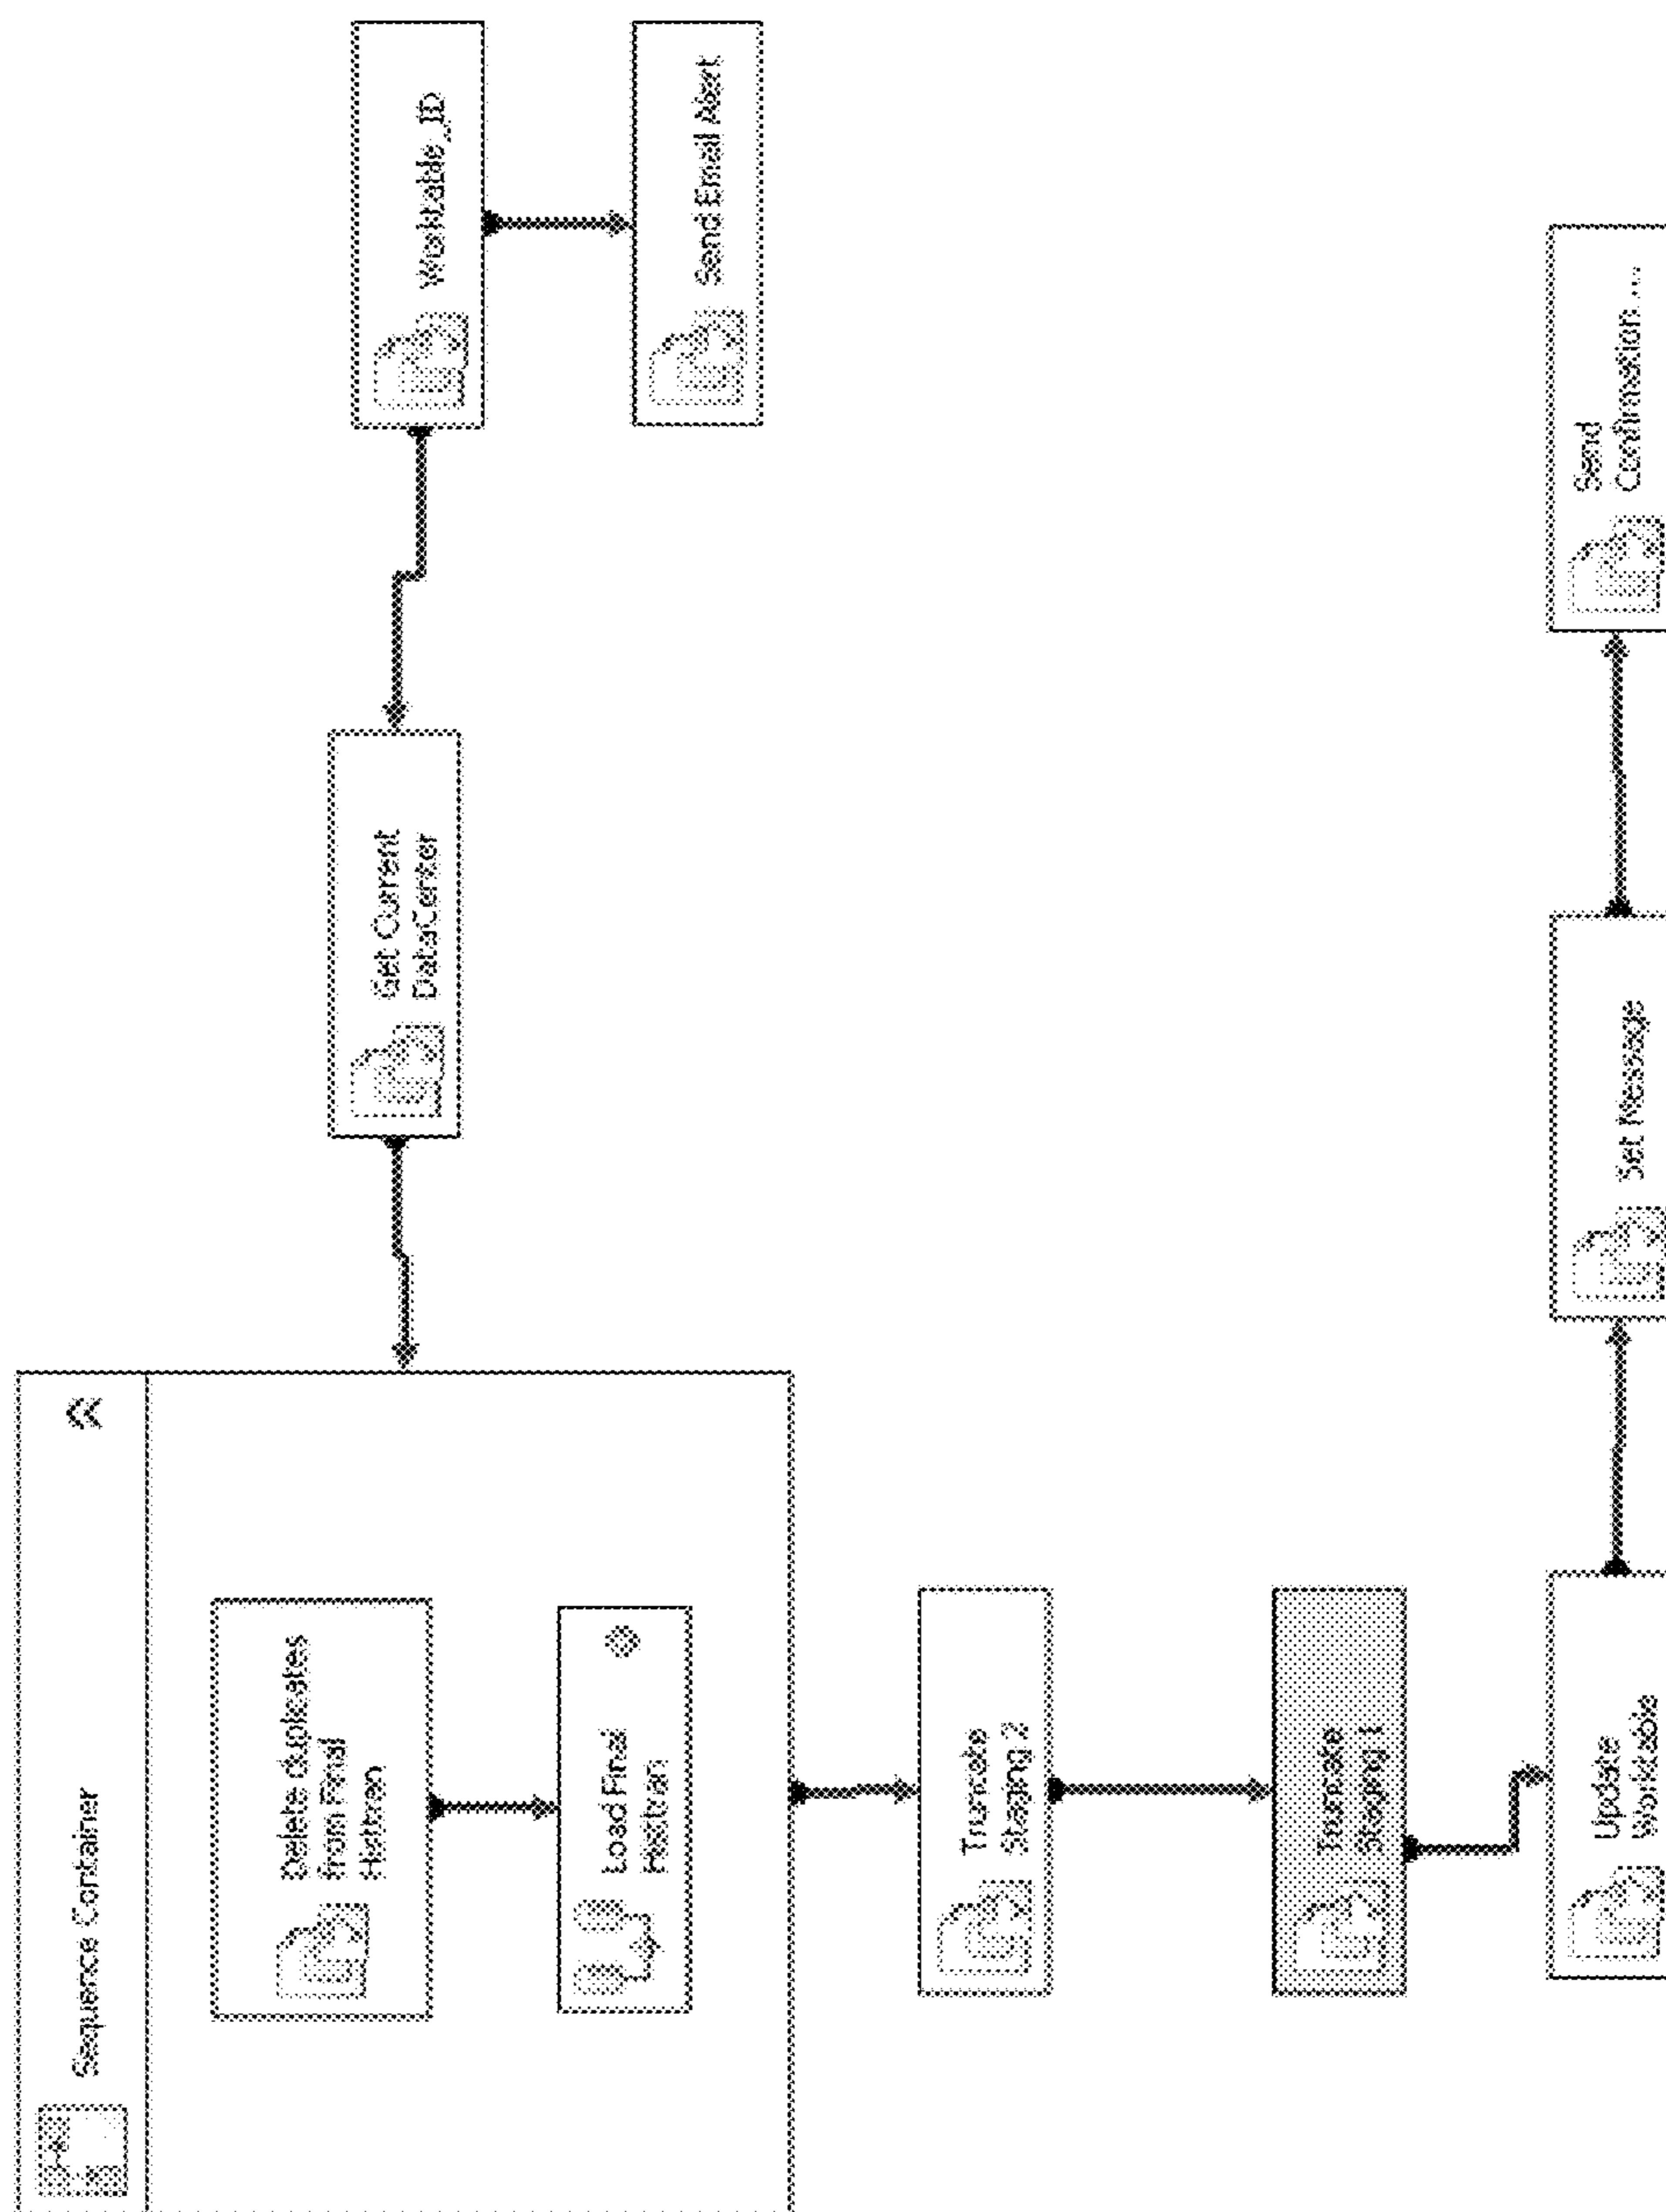 Sequence Container
Delete duplicates
from Final
Histtran
Load Final
Histtran
Get Current
DataCenter
Worktable_ID
Send Email Alert
Truncate
Staging 2
Truncate
Staging 1
Update
Worktable
Set Message
Send
Confirmation ...